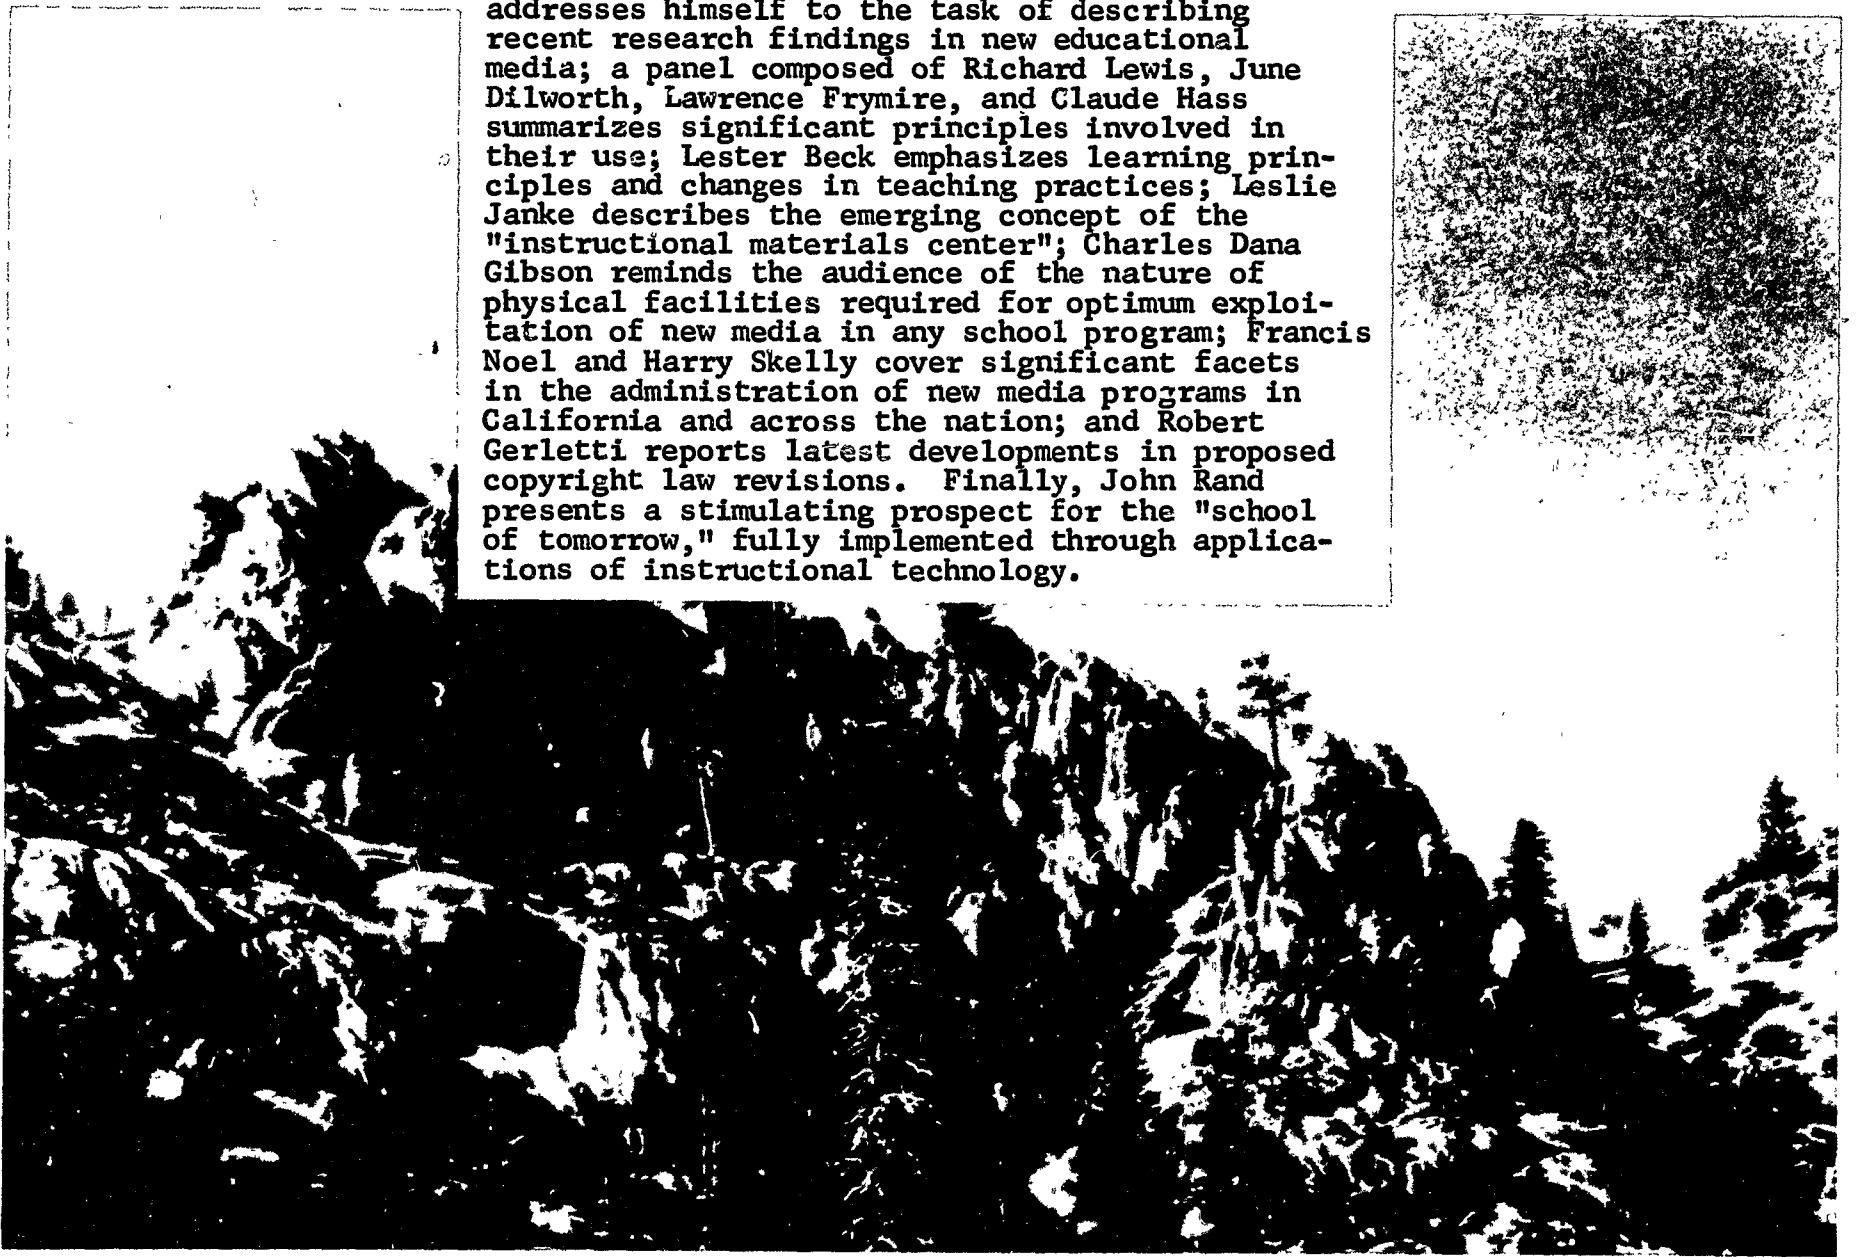 addresses himself to the task of describing
recent research findings in new educational
media; a panel composed of Richard Lewis, June
Dilworth, Lawrence Frymire, and Claude Hass
summarizes significant principles involved in
their use; Lester Beck emphasizes learning prin-
ciples and changes in teaching practices; Leslie
Janke describes the emerging concept of the
"instructional materials center"; Charles Dana
Gibson reminds the audience of the nature of
physical facilities required for optimum exploi-
tation of new media in any school program; Francis
Noel and Harry Skelly cover significant facets
in the administration of new media programs in
California and across the nation; and Robert
Gerletti reports latest developments in proposed
copyright law revisions.  Finally, John Rand
presents a stimulating prospect for the "school
of tomorrow," fully implemented through applica-
tions of instructional technology.